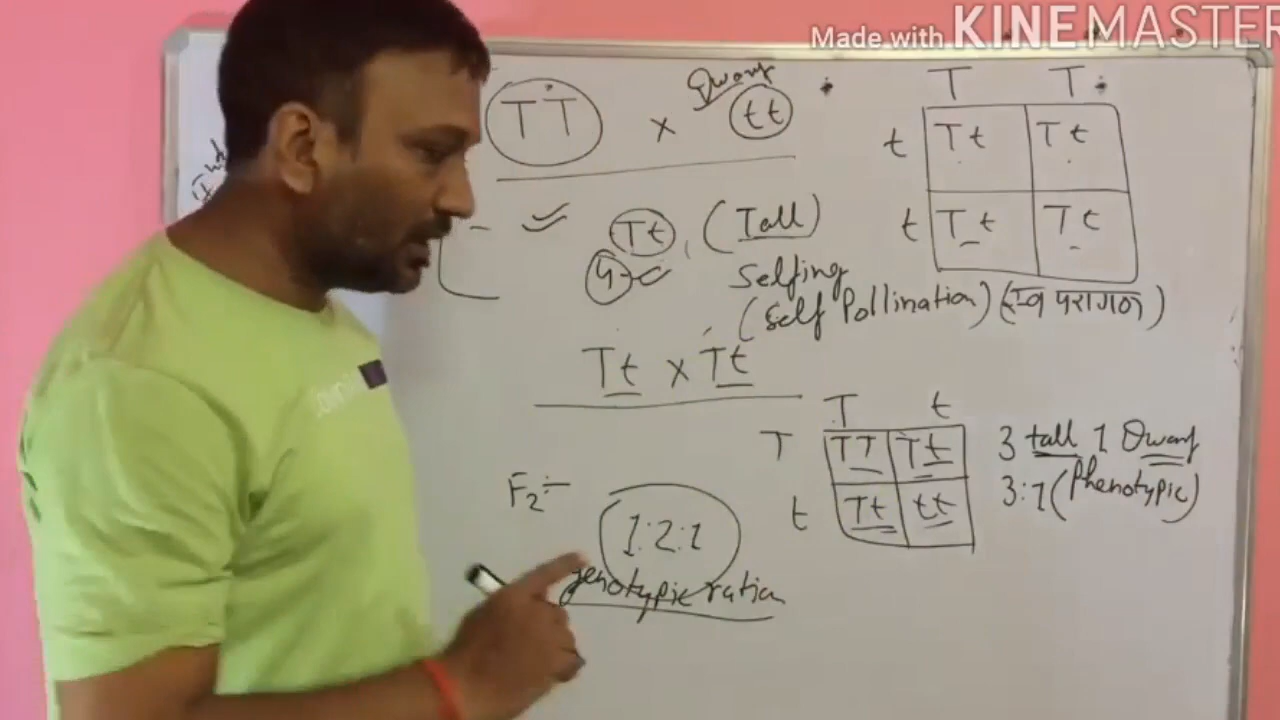 Made with KINEMASTER
TT x tt
Dwarf
T T
t Tt Tt
t Tt Tt
Tt, (Tall)
Selfing
(Self Pollination) (स्व परागण)
Tt x Tt
T t
T TT Tt
t Tt tt
3 tall 1 Dwarf
3:1 (Phenotypic)
F2:-
1:2:1
genotypic ration